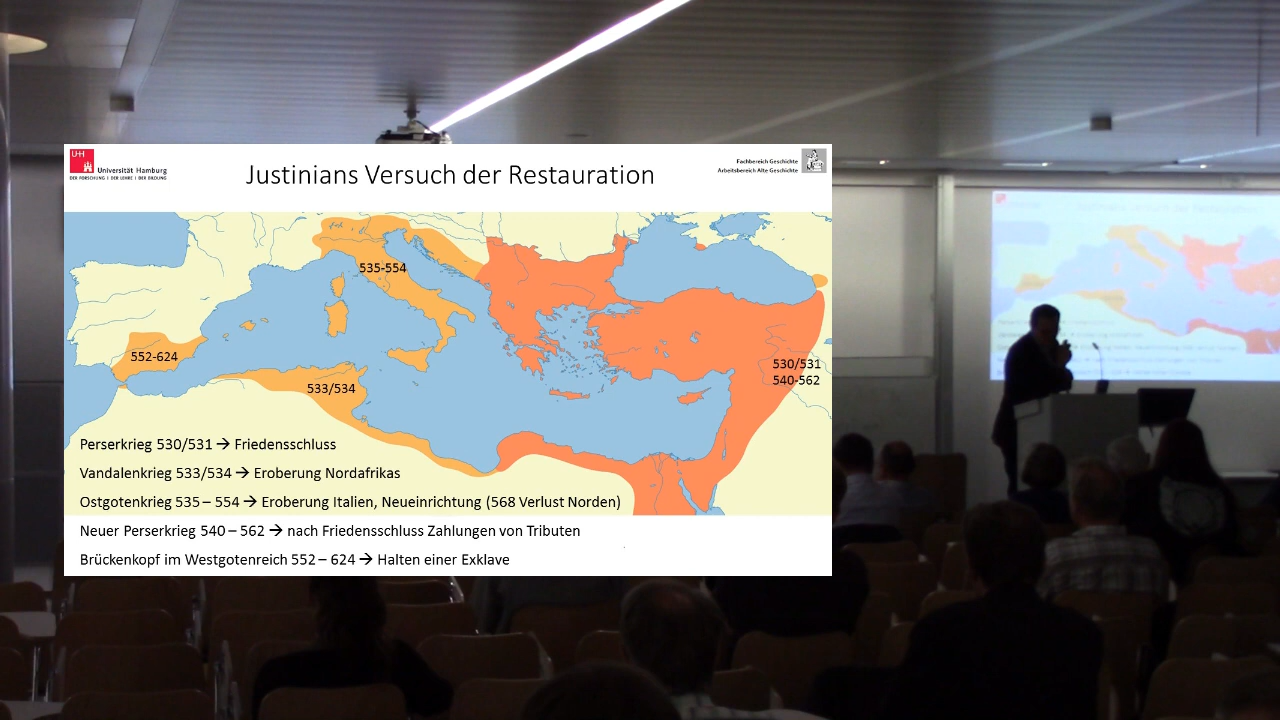 UHH
Universität Hamburg
DER FORSCHUNG | DER LEHRE | DER BILDUNG
Justinians Versuch der Restauration
Fachbereich Geschichte
Arbeitsbereich Alte Geschichte
535-554
552-624
533/534
530/531
540-562
Perserkrieg 530/531 → Friedensschluss
Vandalenkrieg 533/534 → Eroberung Nordafrikas
Ostgotenkrieg 535 – 554 → Eroberung Italien, Neueinrichtung (568 Verlust Norden)
Neuer Perserkrieg 540 – 562 → nach Friedensschluss Zahlungen von Tributen
Brückenkopf im Westgotenreich 552 – 624 → Halten einer Exklave